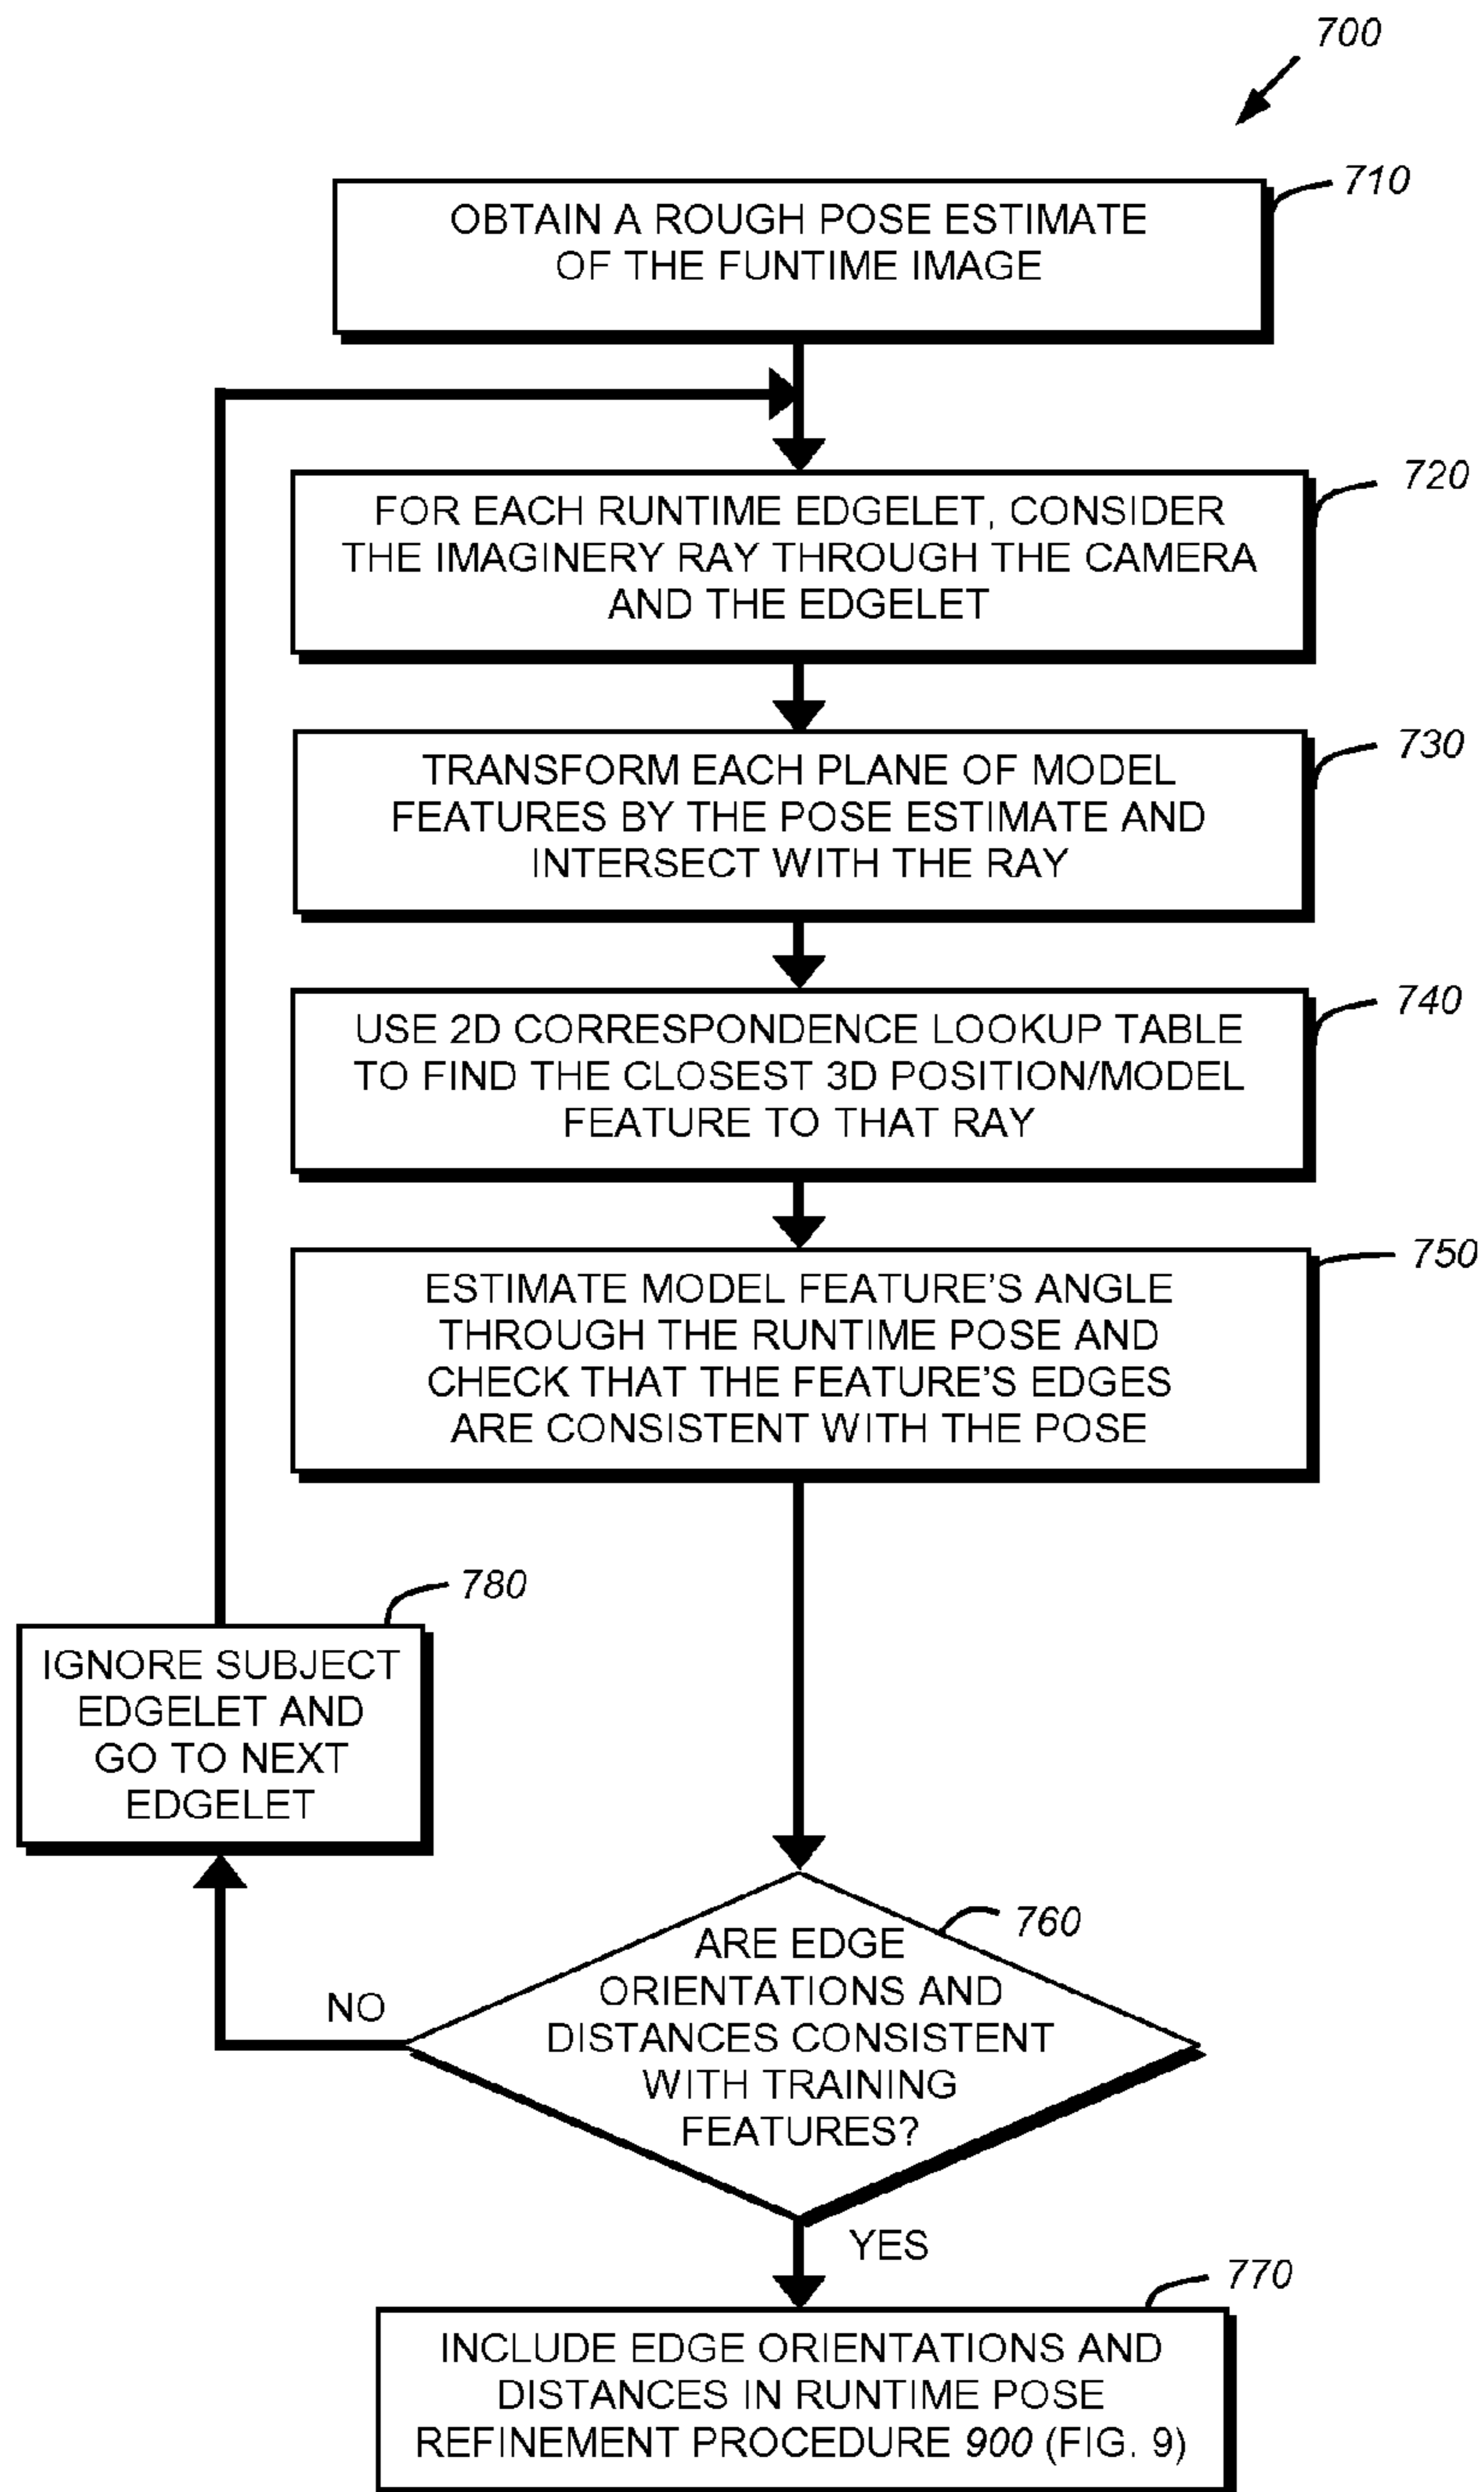 700
710
OBTAIN A ROUGH POSE ESTIMATE
OF THE FUNTIME IMAGE
720
FOR EACH RUNTIME EDGELET, CONSIDER
THE IMAGINERY RAY THROUGH THE CAMERA
AND THE EDGELET
730
TRANSFORM EACH PLANE OF MODEL
FEATURES BY THE POSE ESTIMATE AND
INTERSECT WITH THE RAY
740
USE 2D CORRESPONDENCE LOOKUP TABLE
TO FIND THE CLOSEST 3D POSITION/MODEL
FEATURE TO THAT RAY
750
ESTIMATE MODEL FEATURE'S ANGLE
THROUGH THE RUNTIME POSE AND
CHECK THAT THE FEATURE'S EDGES
ARE CONSISTENT WITH THE POSE
780
IGNORE SUBJECT
EDGELET AND
GO TO NEXT
EDGELET
760
ARE EDGE
ORIENTATIONS AND
DISTANCES CONSISTENT
WITH TRAINING
FEATURES?
NO
YES
770
INCLUDE EDGE ORIENTATIONS AND
DISTANCES IN RUNTIME POSE
REFINEMENT PROCEDURE 900 (FIG. 9)